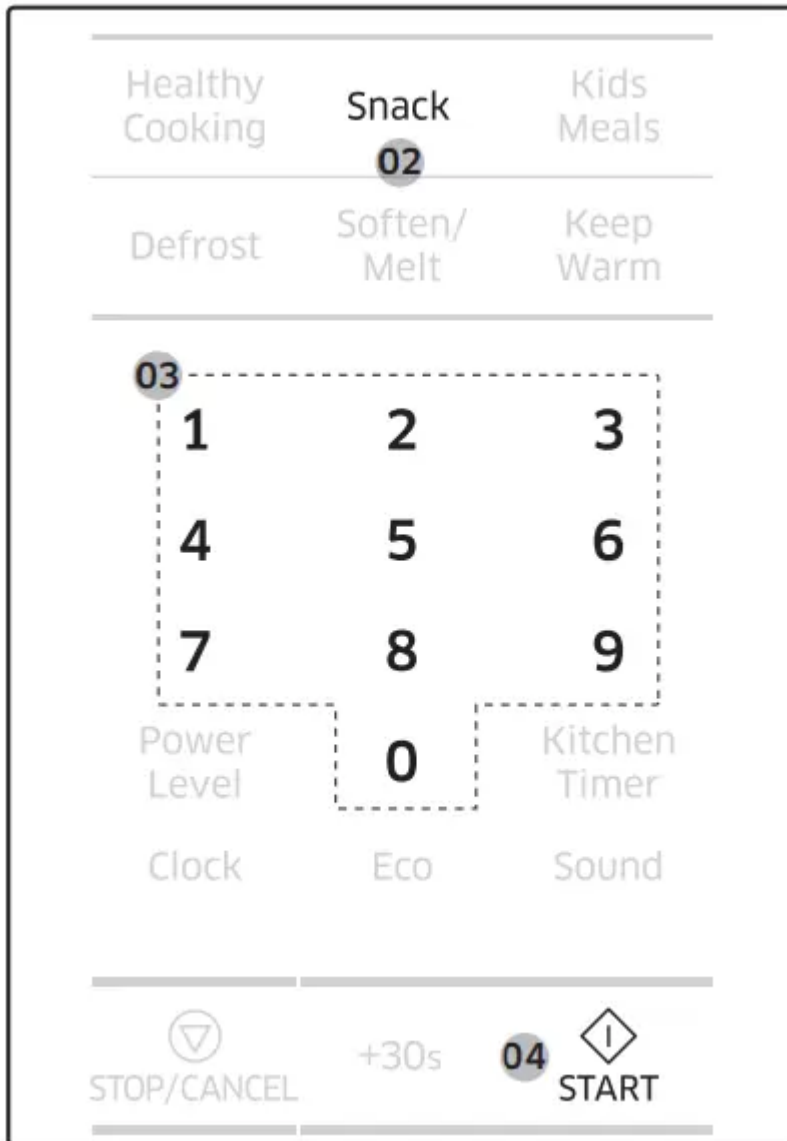 Healthy
Cooking
Snack
Kids
Meals
02
Defrost
Soften/
Melt
Keep
Warm
03
1 2 3
4 5 6
7 8 9
Power
Level
0
Kitchen
Timer
Clock Eco Sound
STOP/CANCEL
+30s
04
START